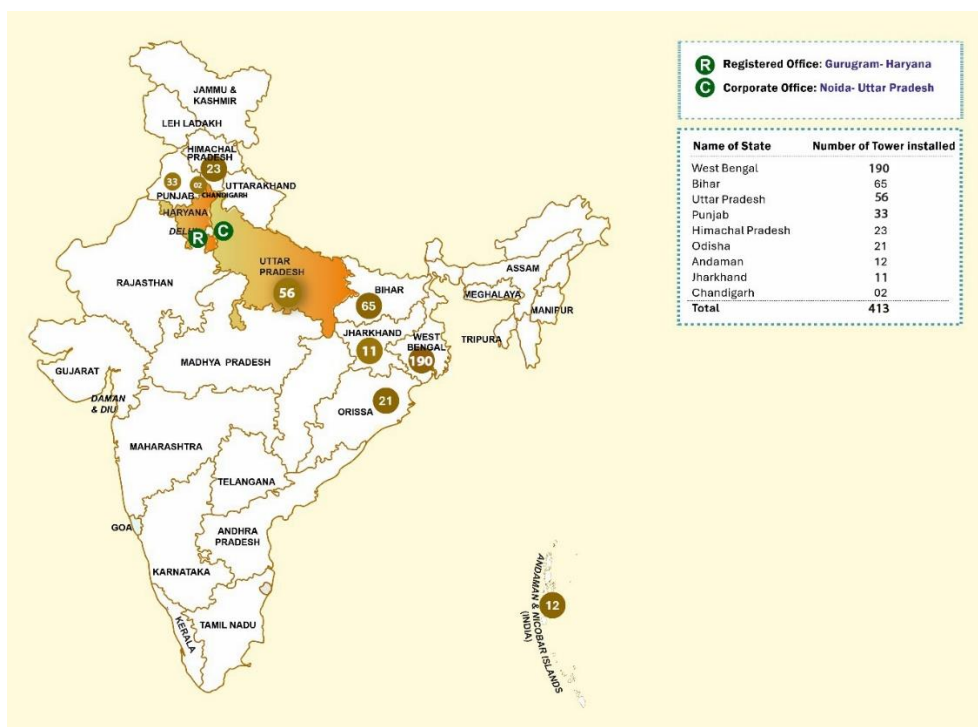 JAMMU &
KASHMIR
LEH LADAKH
HIMACHAL
PRADESH
23
33
02
PUNJAB
CHANDIGARH
UTTARAKHAND
HARYANA
DELHI
R
C
RAJASTHAN
UTTAR
PRADESH
56
BIHAR
65
ASSAM
MEGHALAYA
MANIPUR
TRIPURA
JHARKHAND
11
WEST
BENGAL
190
GUJARAT
MADHYA PRADESH
DAMAN
& DIU
ORISSA
21
MAHARASHTRA
TELANGANA
GOA
ANDHRA
PRADESH
KARNATAKA
KERALA
TAMIL NADU
ANDAMAN & NICOBAR ISLANDS
(INDIA)
12
R Registered Office: Gurugram- Haryana
C Corporate Office: Noida- Uttar Pradesh
Name of State Number of Tower installed
West Bengal 190
Bihar 65
Uttar Pradesh 56
Punjab 33
Himachal Pradesh 23
Odisha 21
Andaman 12
Jharkhand 11
Chandigarh 02
Total 413